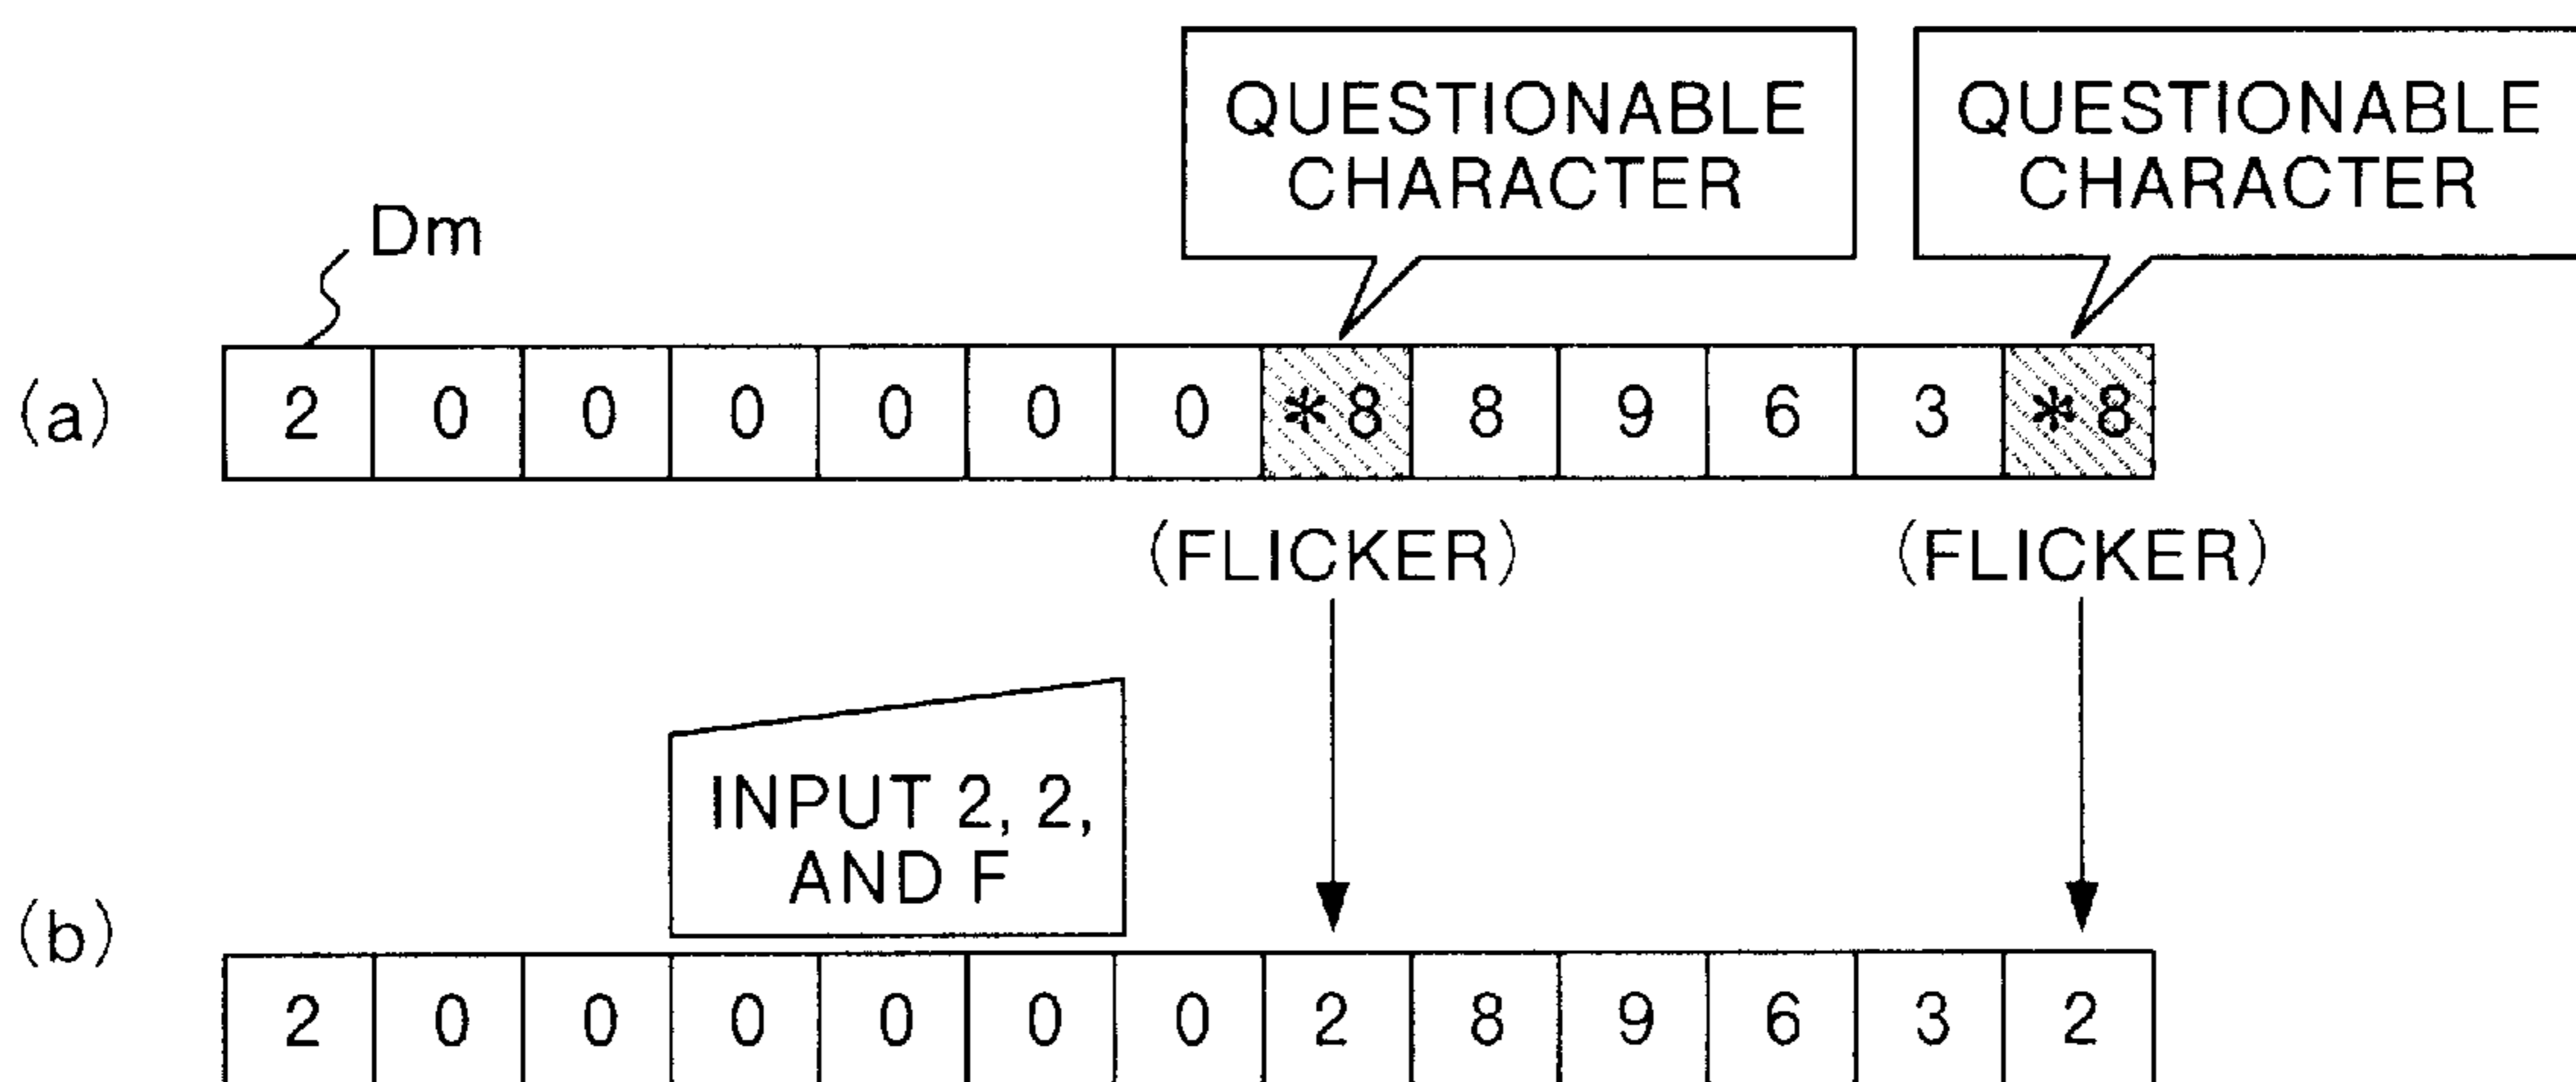 QUESTIONABLE
CHARACTER
QUESTIONABLE
CHARACTER
Dm
(a) 2 0 0 0 0 0 0 *8 8 9 6 3 *8
(FLICKER) (FLICKER)
INPUT 2, 2,
AND F
(b)
2 0 0 0 0 0 0 2 8 9 6 3 2